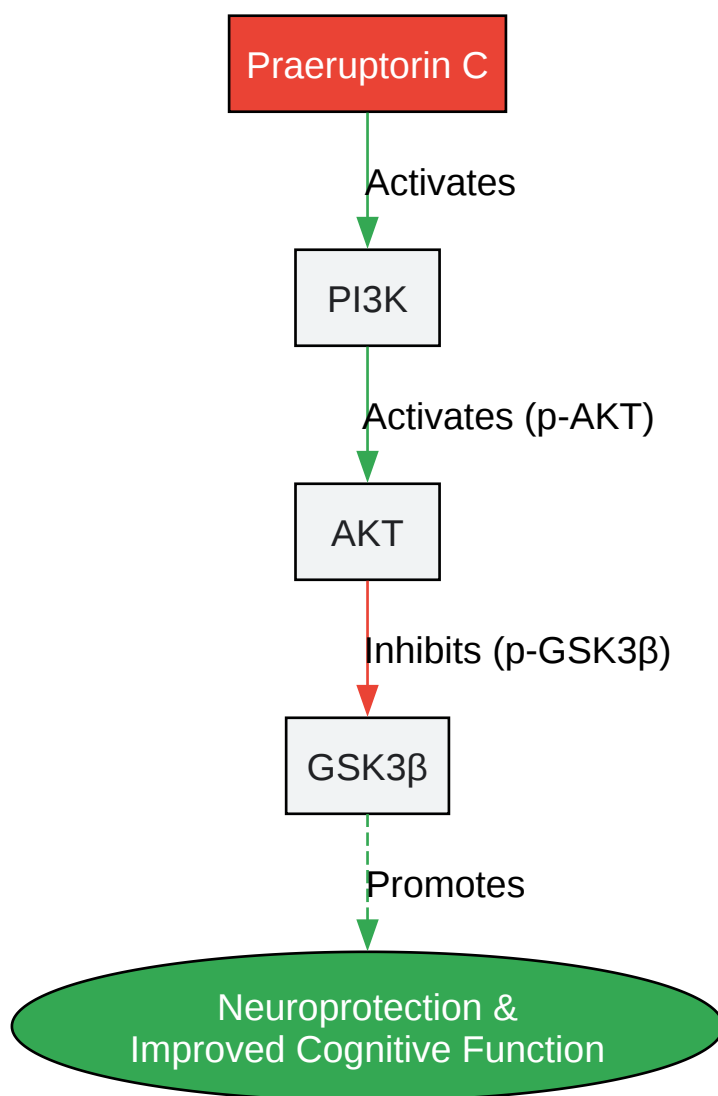 Praeruptorin C
Activates
PI3K
Activates (p-AKT)
AKT
Inhibits (p-GSK3β)
GSK3β
Promotes
Neuroprotection &
Improved Cognitive Function